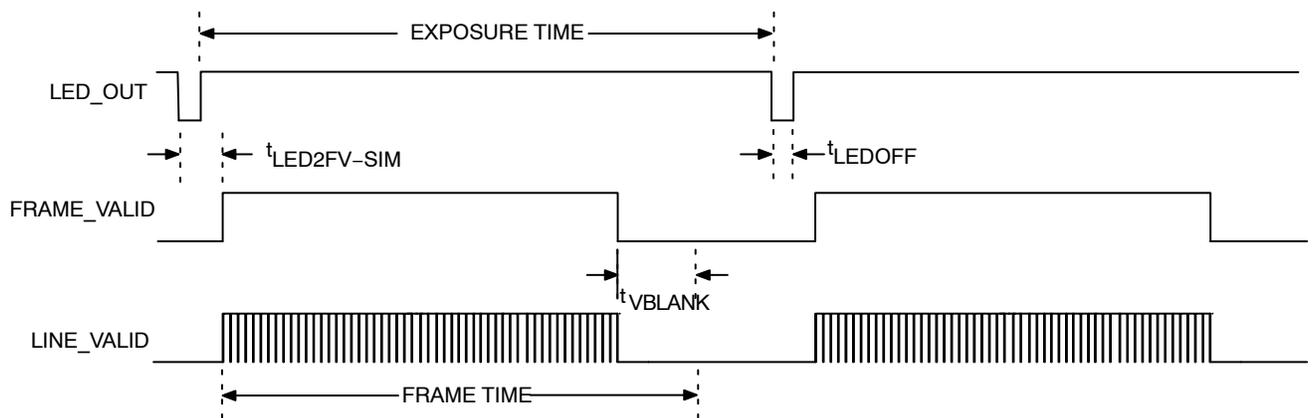 EXPOSURE TIME
LED_OUT
tLED2FV−SIM
tLEDOFF
FRAME_VALID
tVBLANK
LINE_VALID
FRAME TIME